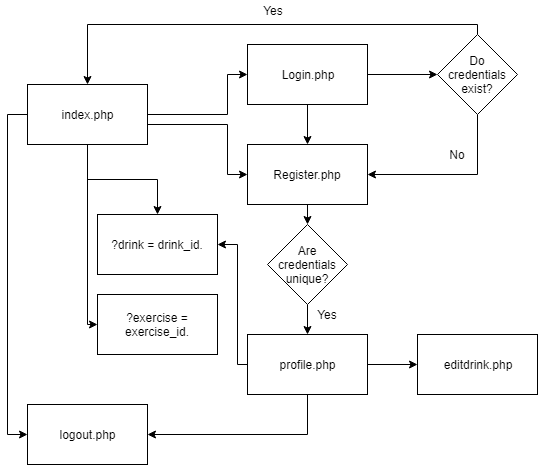 Yes
Do
credentials
exist?
Login.php
index.php
No
Register.php
?drink = drink_id.
Are
credentials
unique?
?exercise =
exercise_id.
Yes
profile.php
editdrink.php
logout.php